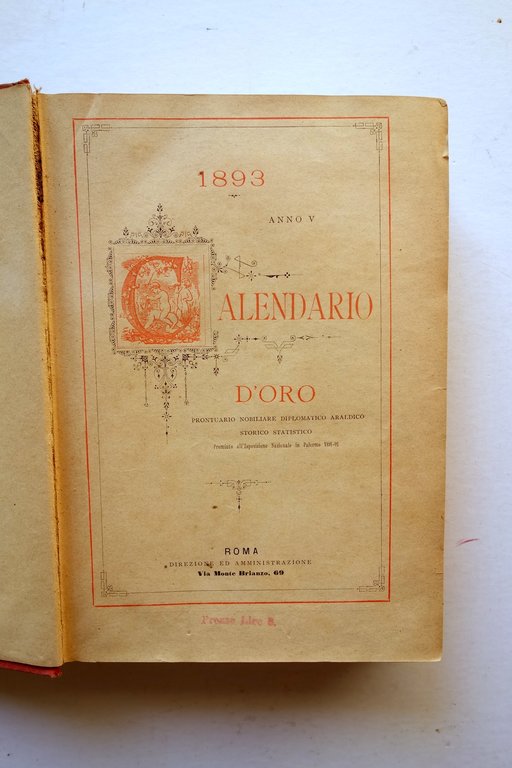 1893
ANNO V
CALENDARIO
D'ORO
PRONTUARIO NOBILIARE DIPLOMATICO ARALDICO
STORICO STATISTICO
Premiato all'Esposizione Nazionale in Palermo 1891-92
ROMA
DIREZIONE ED AMMINISTRAZIONE
Via Monte Brianzo, 69
Prezzo Lire 8.